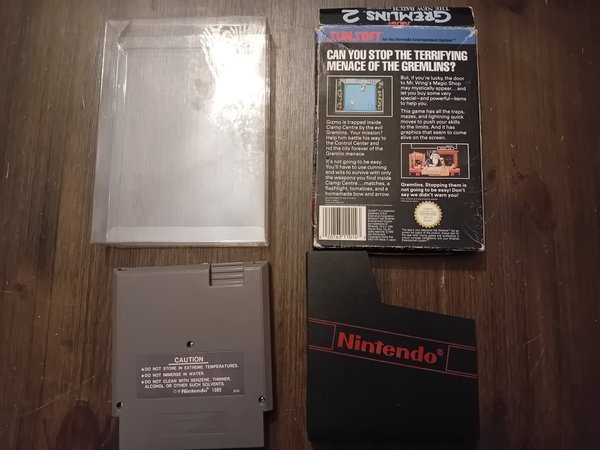 GREMLINS 2
THE NEW BATCH
SUNSOFT
for the Nintendo Entertainment System™
CAN YOU STOP THE TERRIFYING
MENACE OF THE GREMLINS?
Gizmo is trapped inside
Clamp Centre by the evil
Gremlins. Your mission?
Help him battle his way to
the Control Center and
rid the city forever of the
Gremlin menace.
It's not going to be easy.
You'll have to use cunning
and wits to survive with only
the weapons you find inside
Clamp Centre...matches, a
flashlight, tomatoes, and a
homemade bow and arrow.
But, if you're lucky, the door
to Mr. Wing's Magic Shop
may mystically appear...and
let you buy some very
special—and powerful—items
to help you.
This game has all the traps,
mazes, and lightning quick
moves to push your skills
to the limits. And it has
graphics that seem to come
alive on the screen.
Gremlins. Stopping them is
not going to be easy! Don't
say we didn't warn you!
CAUTION
●DO NOT STORE IN EXTREME TEMPERATURES.
●DO NOT IMMERSE IN WATER.
●DO NOT CLEAN WITH BENZENE, THINNER,
ALCOHOL OR OTHER SUCH SOLVENTS.
©Nintendo 1985
Nintendo®